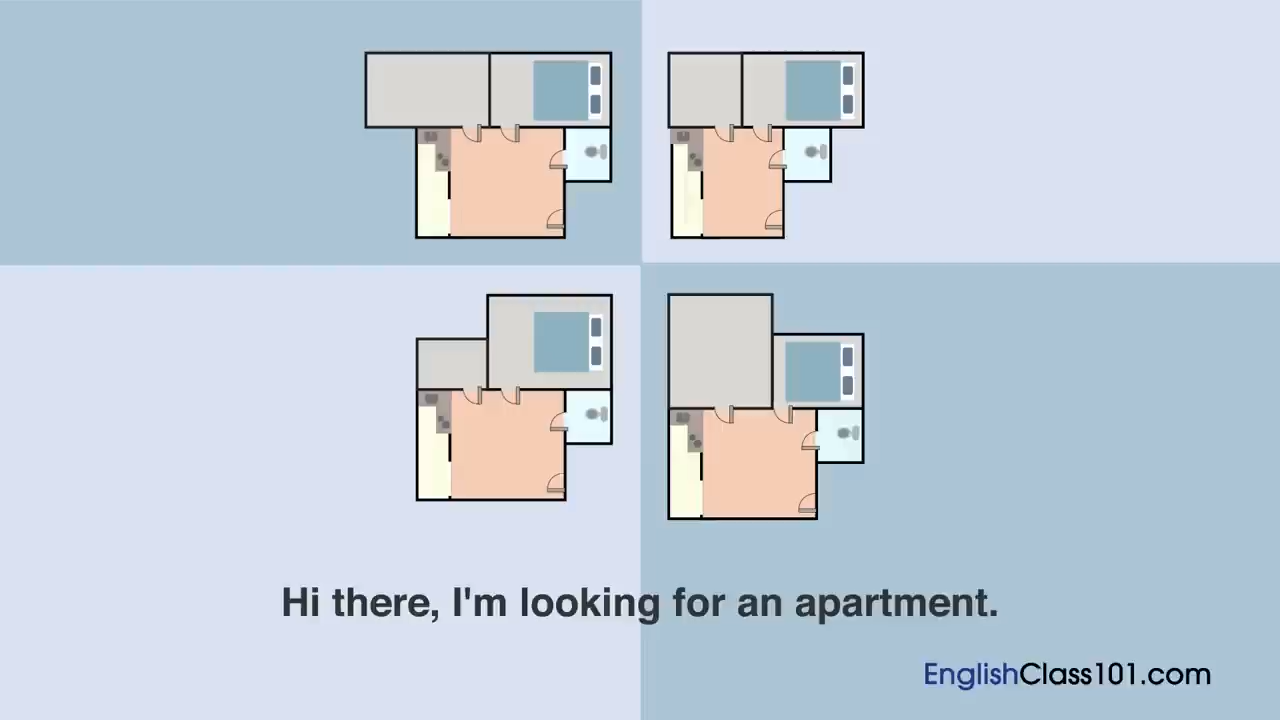 Hi there, I'm looking for an apartment.
EnglishClass101.com